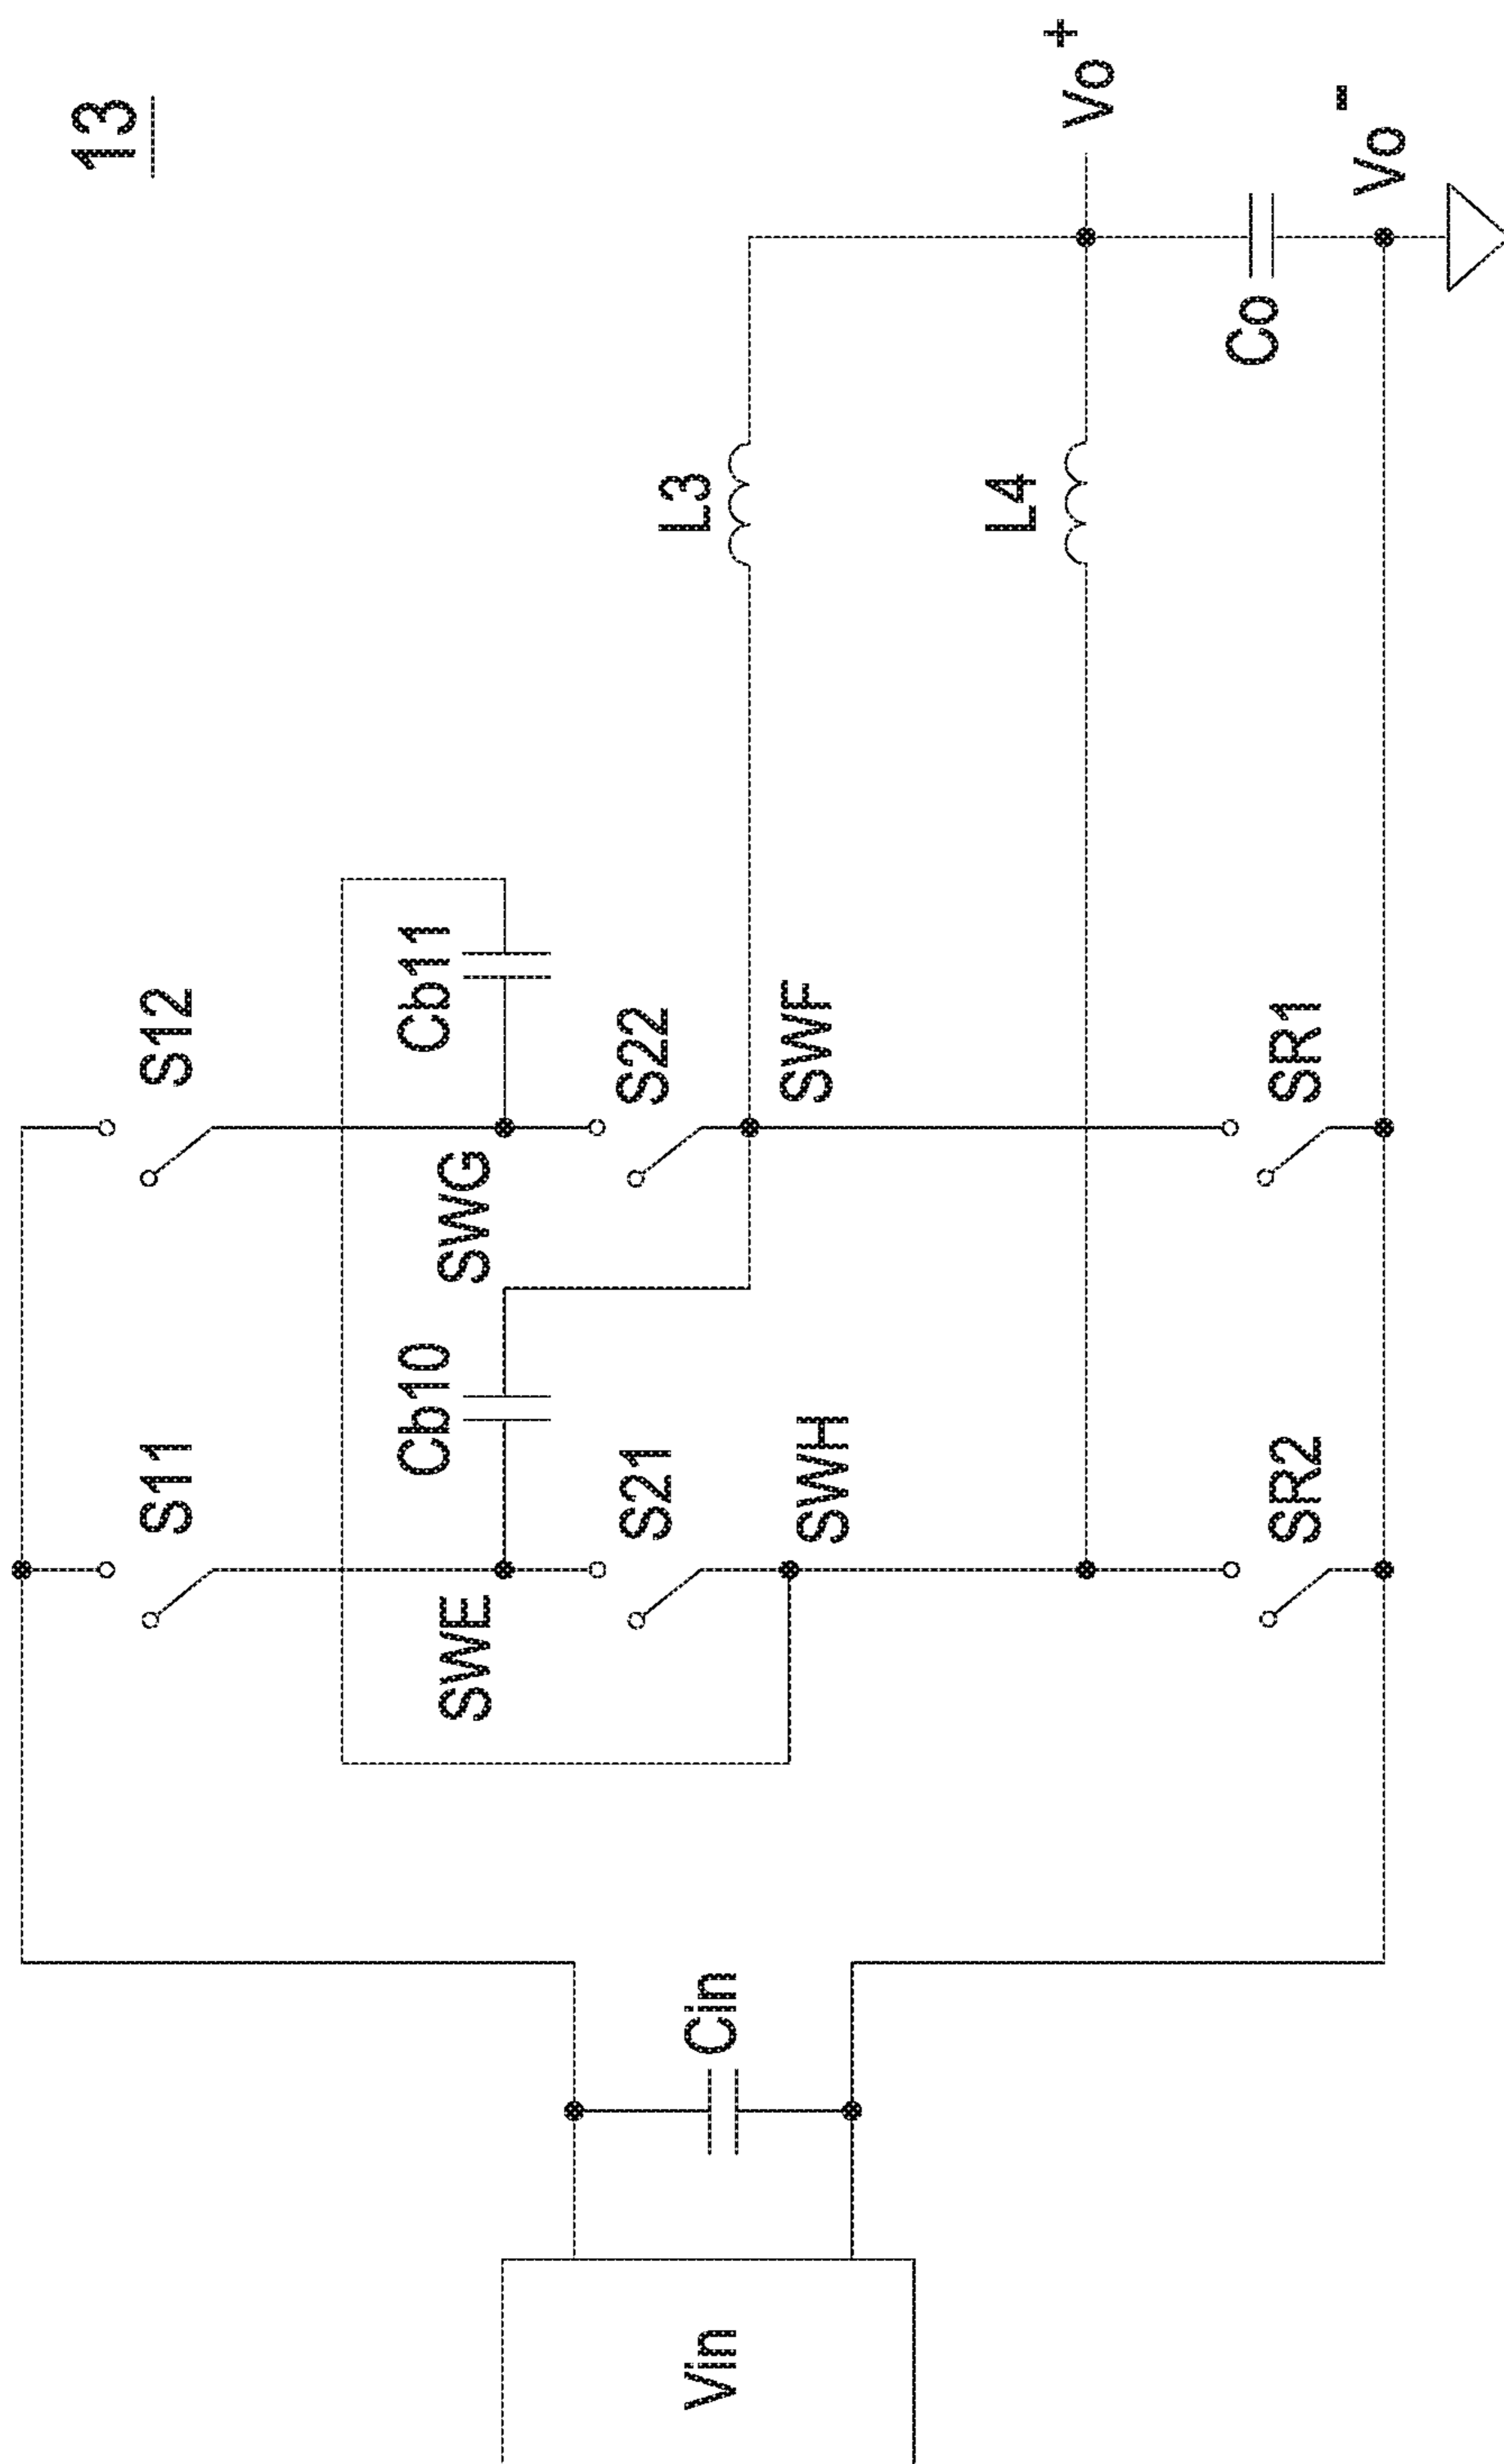 13
S11
S12
Cb10
Cb11
SWE
SWG
S21
S22
SWH
SWF
L3
L4
Vin
Cin
SR2
SR1
Co
Vo+
Vo-